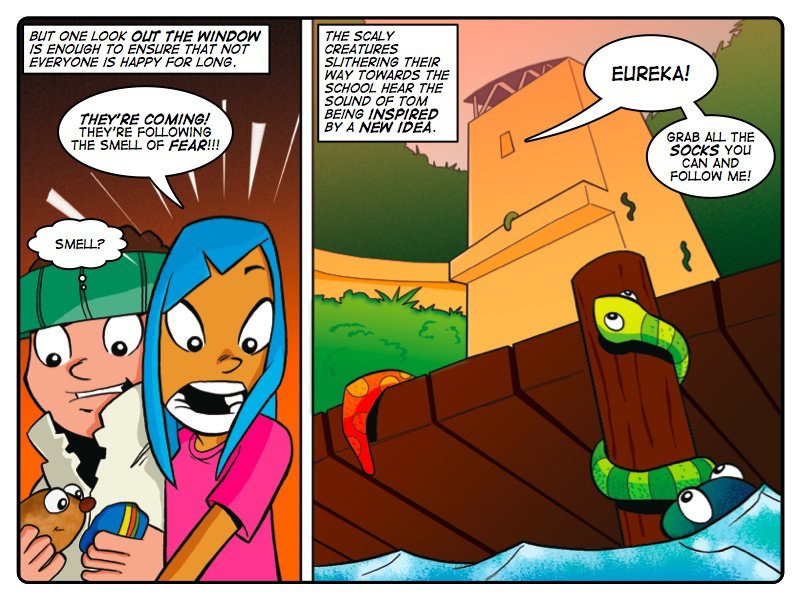 BUT ONE LOOK OUT THE WINDOW
IS ENOUGH TO ENSURE THAT NOT
EVERYONE IS HAPPY FOR LONG.
THEY'RE COMING!
THEY'RE FOLLOWING
THE SMELL OF FEAR!!!
SMELL?
THE SCALY
CREATURES
SLITHERING THEIR
WAY TOWARDS THE
SCHOOL HEAR THE
SOUND OF TOM
BEING INSPIRED
BY A NEW IDEA.
EUREKA!
GRAB ALL THE
SOCKS YOU
CAN AND
FOLLOW ME!